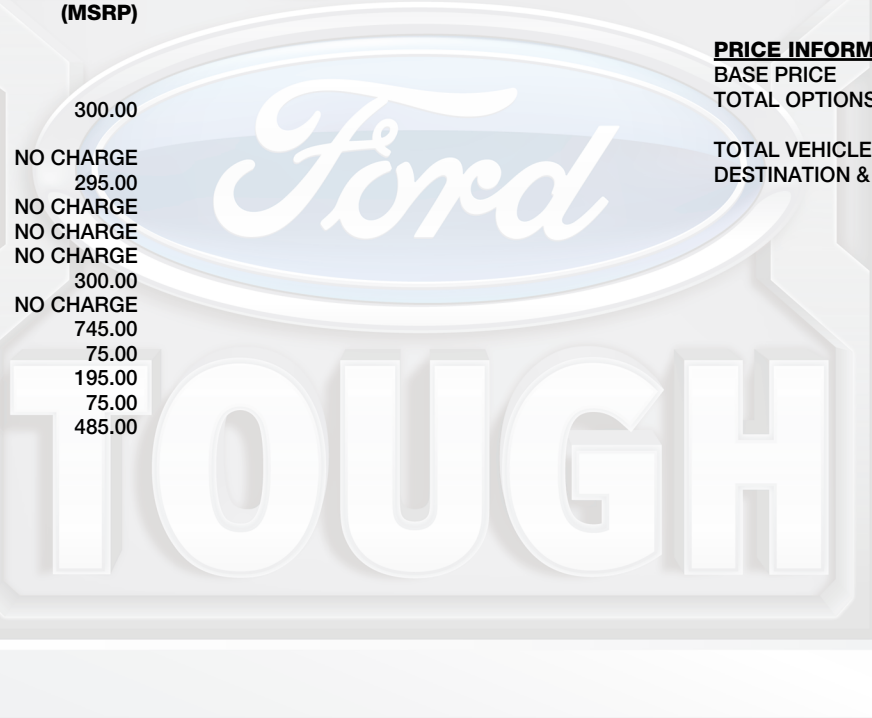 (MSRP)
300.00
NO CHARGE
295.00
NO CHARGE
NO CHARGE
NO CHARGE
300.00
NO CHARGE
745.00
75.00
195.00
75.00
485.00
PRICE INFORM
BASE PRICE
TOTAL OPTIONS
TOTAL VEHICLE
DESTINATION &
Ford
TOUGH